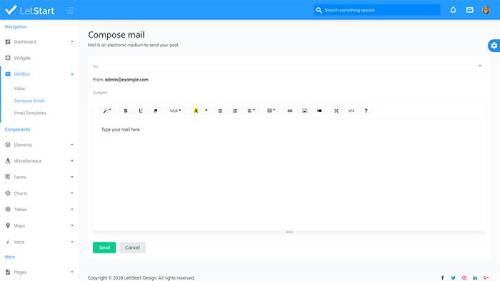 LetStart
Search something special
Navigation
Dashboard
Widgets
Mailbox
Inbox
Compose Email
Email Templates
Components
Elements
Miscellaneous
Forms
Charts
Tables
Maps
Icons
More
Pages
Compose mail
Mail is an electronic medium to send your post
To:
From: admin@example.com
Subject
B U
A
</>
?
Type your mail here
Send
Cancel
Copyright © 2018 LetStart Design. All rights reserved.